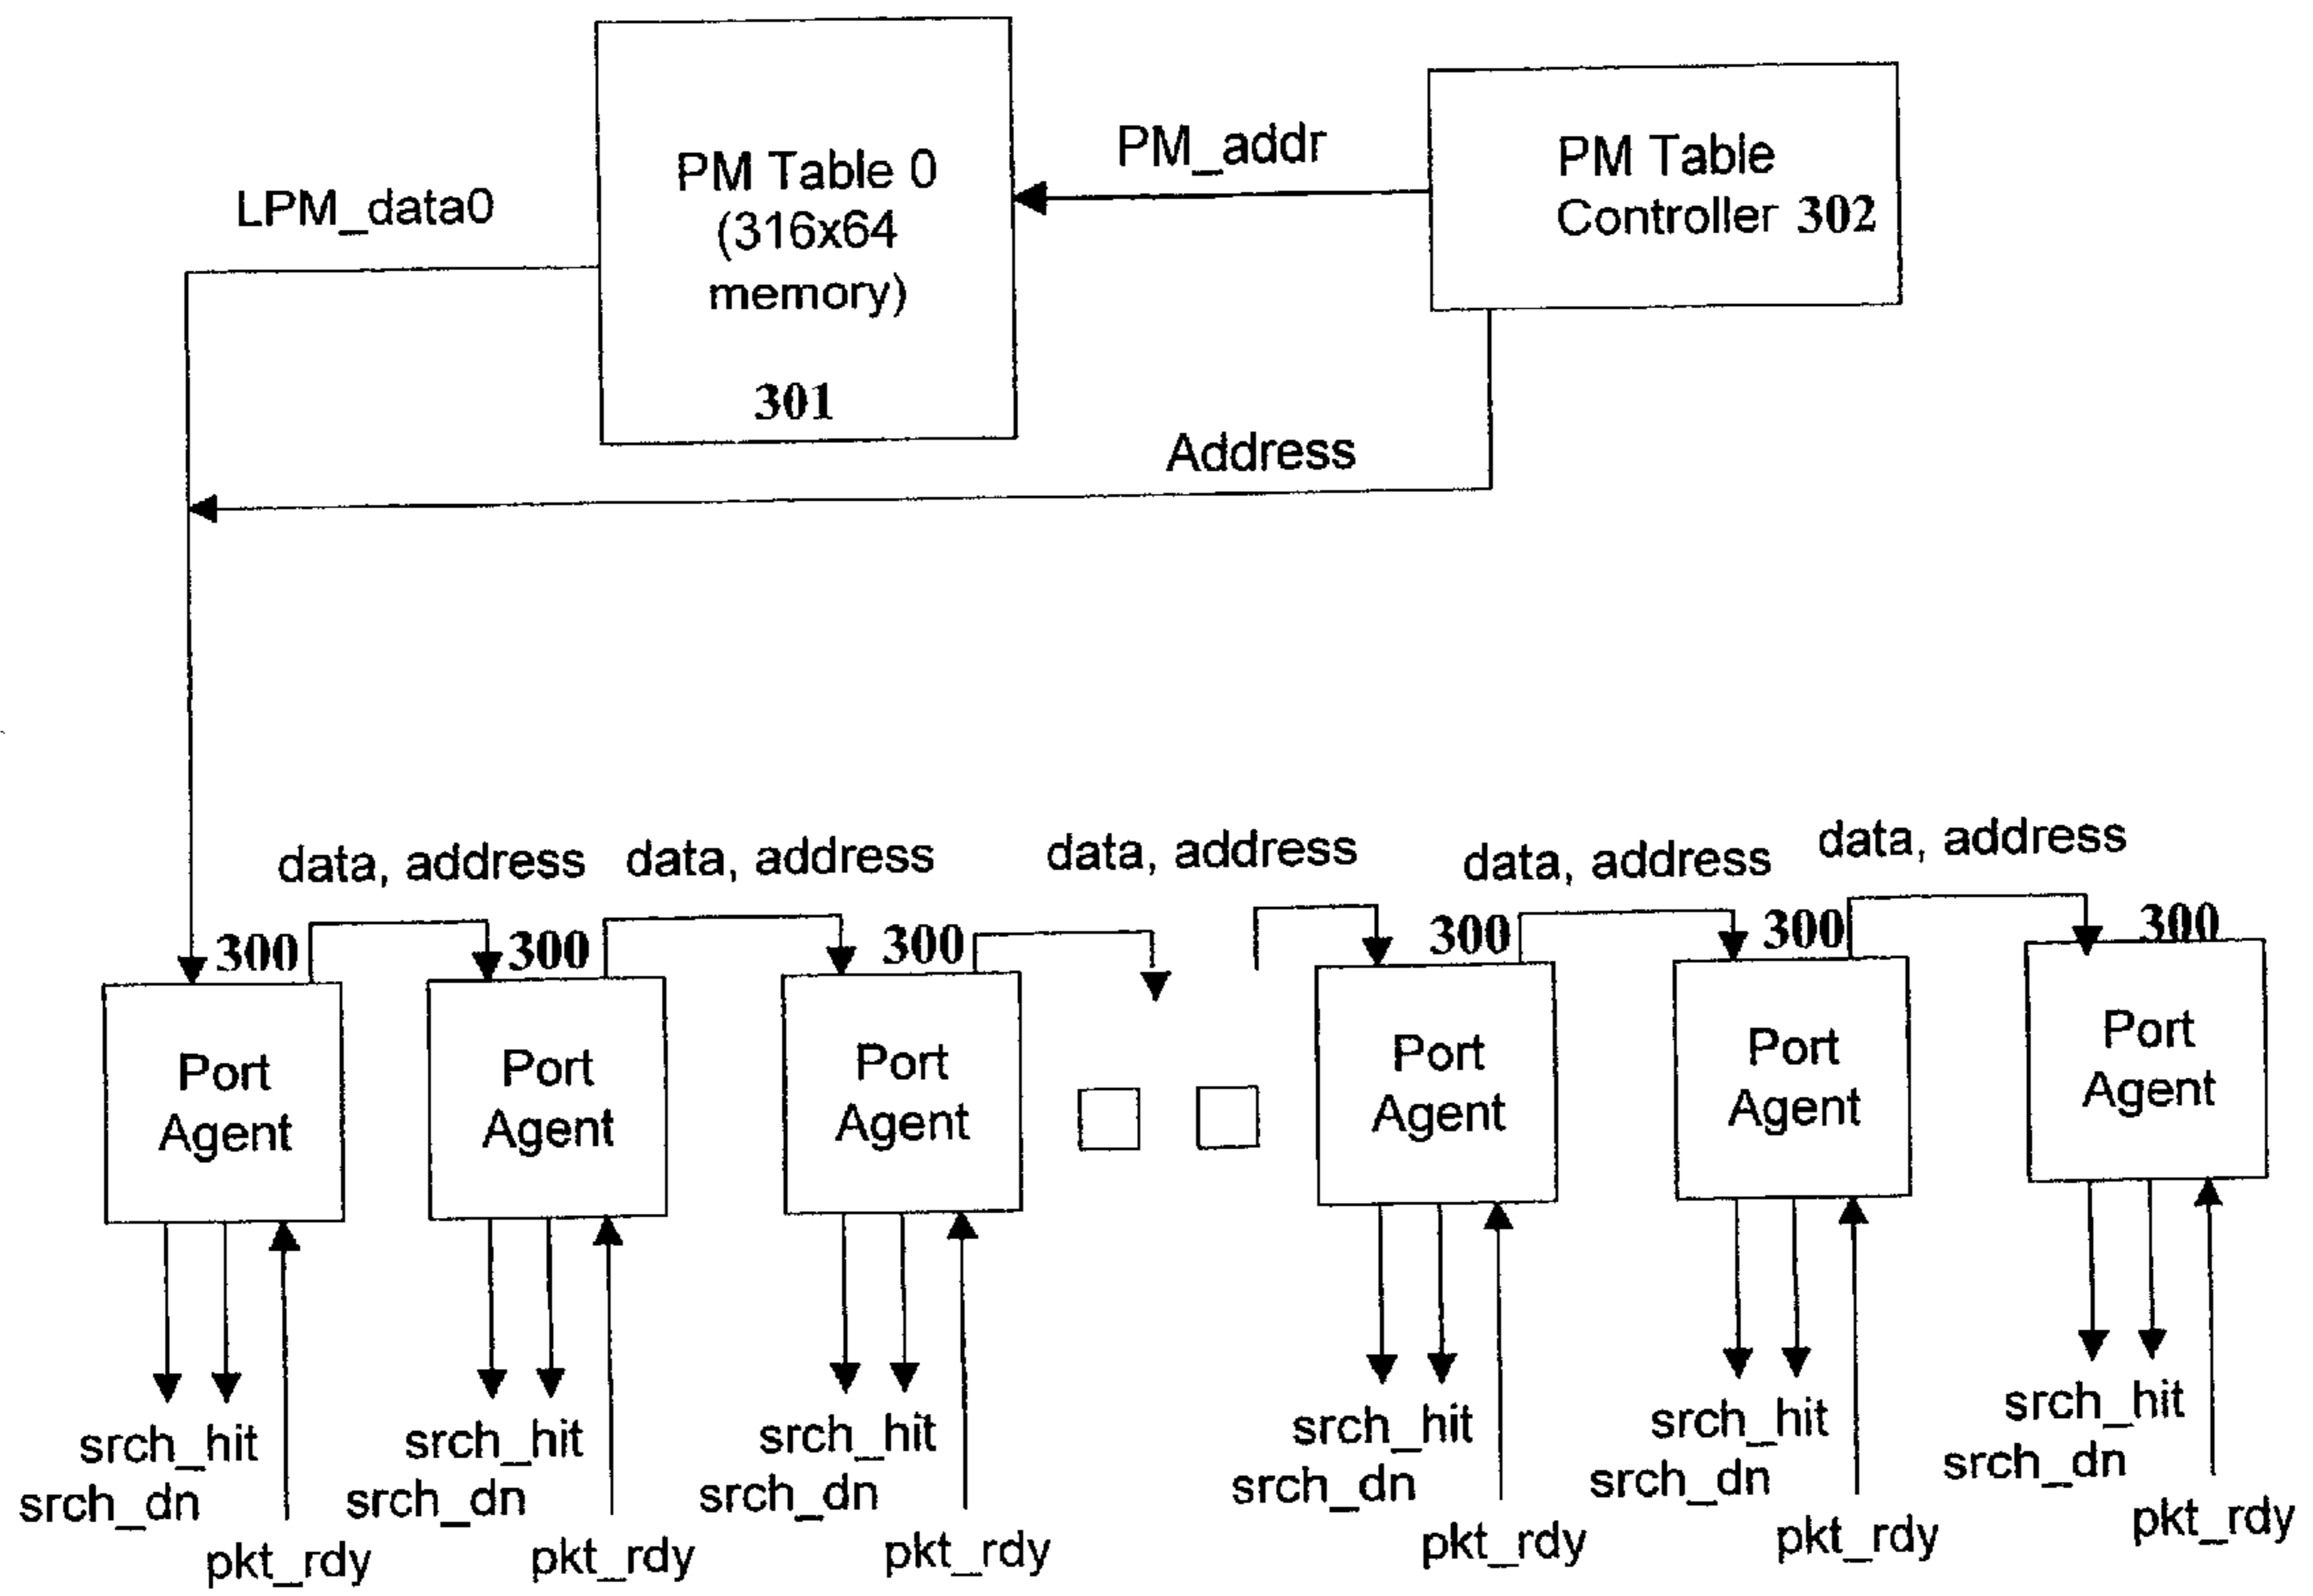 PM Table 0
(316x64
memory)
301
PM_addr
PM Table
Controller 302
LPM_data0
Address
data, address
data, address
data, address
data, address
data, address
300
300
300
300
300
300
Port
Agent
Port
Agent
Port
Agent
Port
Agent
Port
Agent
Port
Agent
srch_hit
srch_dn
pkt_rdy
srch_hit
srch_dn
pkt_rdy
srch_hit
srch_dn
pkt_rdy
srch_hit
srch_dn
pkt_rdy
srch_hit
srch_dn
pkt_rdy
srch_hit
srch_dn
pkt_rdy